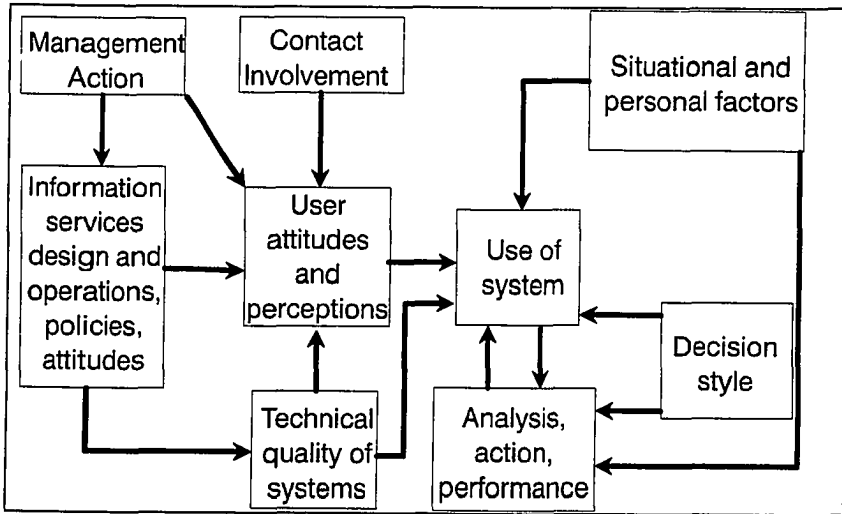 Management
Action
Contact
Involvement
Situational and
personal factors
Information
services
design and
operations,
policies,
attitudes
User
attitudes
and
perceptions
Use of
system
Decision
style
Technical
quality of
systems
Analysis,
action,
performance